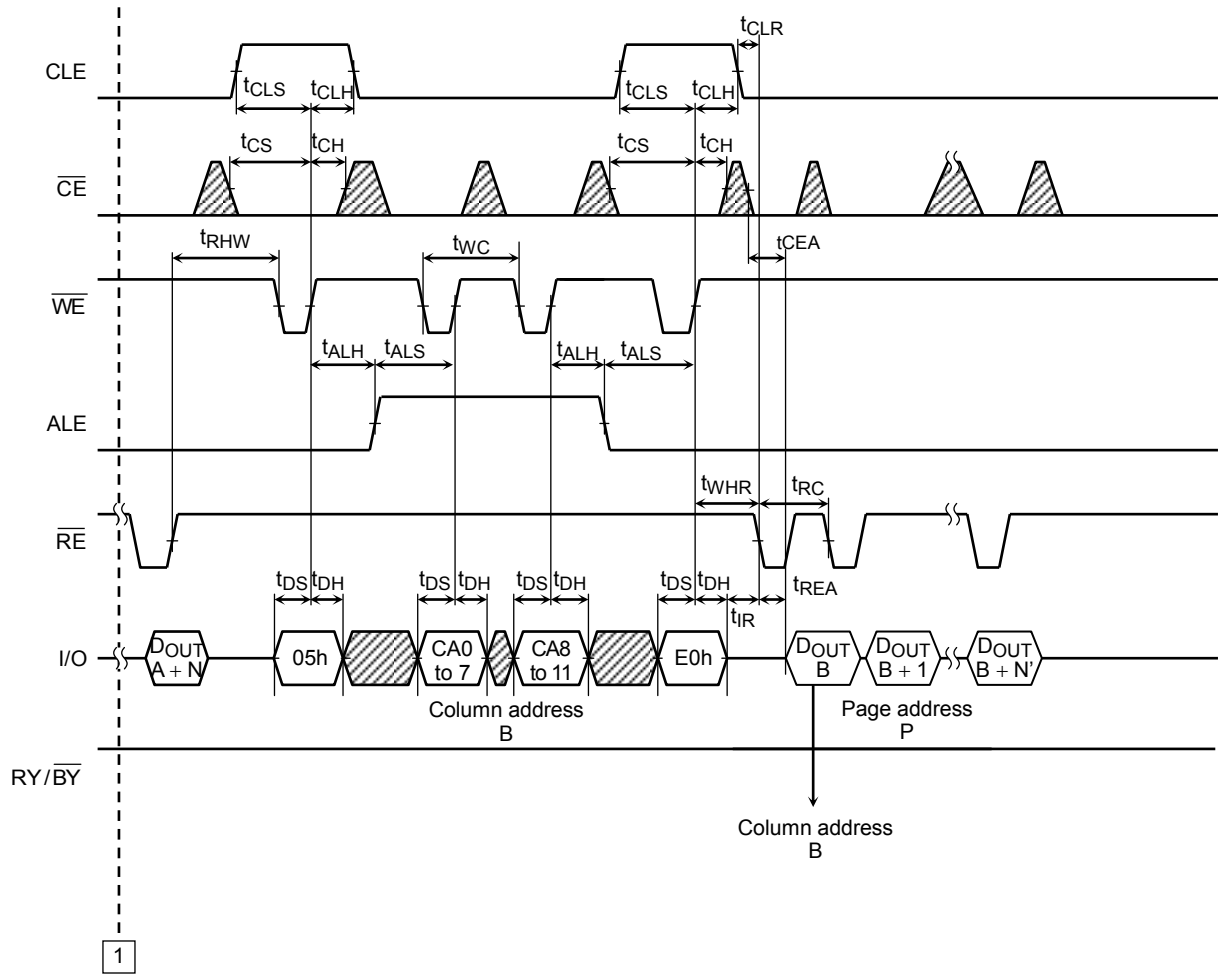 tCLR
CLE
tCLS tCLH tCLS tCLH
tCS tCH tCS tCH
CE
tRHW tWC tCEA
WE
tALH tALS tALH tALS
ALE
tWHR tRC
RE
tDS tDH tDS tDH tDS tDH tDS tDH tREA
tIR
I/O
DOUT
A + N
05h
CA0
to 7
CA8
to 11
E0h
DOUT
B
DOUT
B + 1
DOUT
B + N’
Column address
B
Page address
P
RY/BY
Column address
B
1